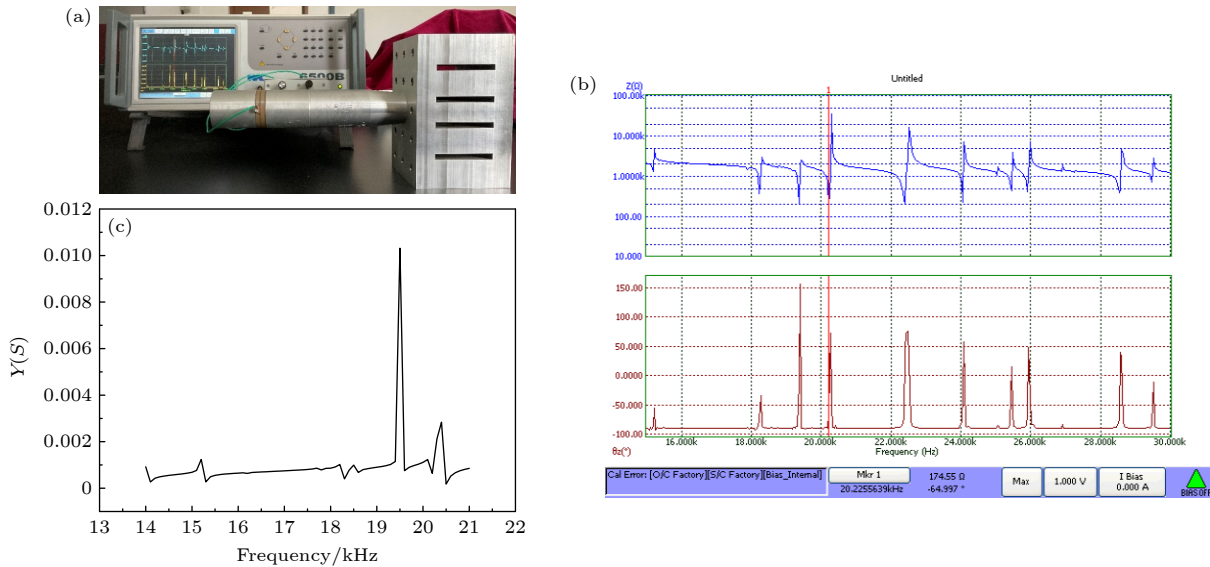 (a)
6500B
(b)
Untitled
Z(Ω)
1
100.00k
10.000k
1.0000k
100.00
10.000
150.00
100.00
50.000
0.0000
-50.000
-100.00
θz(°)
16.000k 18.000k 20.000k 22.000k 24.000k 26.000k 28.000k 30.000k
Frequency (Hz)
Cal Error: [O/C Factory][S/C Factory][Bias_Internal]
Mkr 1
20.2255639kHz
174.55 Ω
-64.997 °
Max
1.000 V
I Bias
0.000 A
BIAS OFF
(c)
0.012
0.010
0.008
0.006
0.004
0.002
0
Y(S)
13 14 15 16 17 18 19 20 21 22
Frequency/kHz